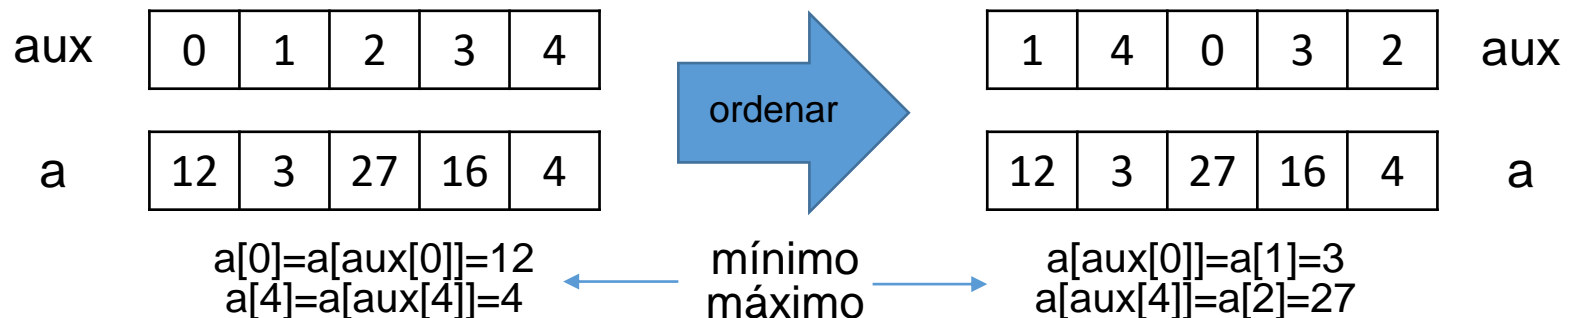 aux 0 1 2 3 4 1 4 0 3 2 aux
ordenar
a 12 3 27 16 4 12 3 27 16 4 a
a[0]=a[aux[0]]=12 mínimo a[aux[0]]=a[1]=3
a[4]=a[aux[4]]=4 máximo a[aux[4]]=a[2]=27